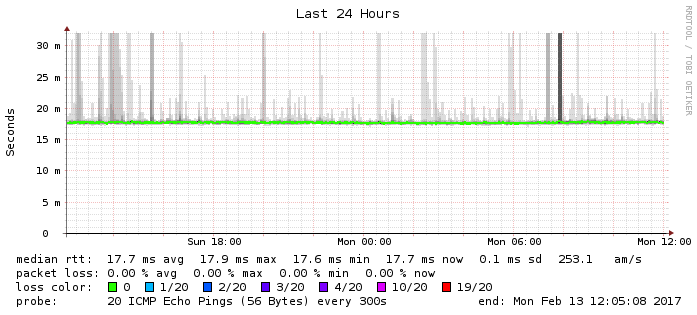 Last 24 Hours
RRDTOOL / TOBI OETIKER
Seconds
30 m
25 m
20 m
15 m
10 m
5 m
0
Sun 18:00 Mon 00:00 Mon 06:00 Mon 12:00
median rtt: 17.7 ms avg 17.9 ms max 17.6 ms min 17.7 ms now 0.1 ms sd 253.1 am/s
packet loss: 0.00 % avg 0.00 % max 0.00 % min 0.00 % now
loss color: 0 1/20 2/20 3/20 4/20 10/20 19/20
probe: 20 ICMP Echo Pings (56 Bytes) every 300s end: Mon Feb 13 12:05:08 2017